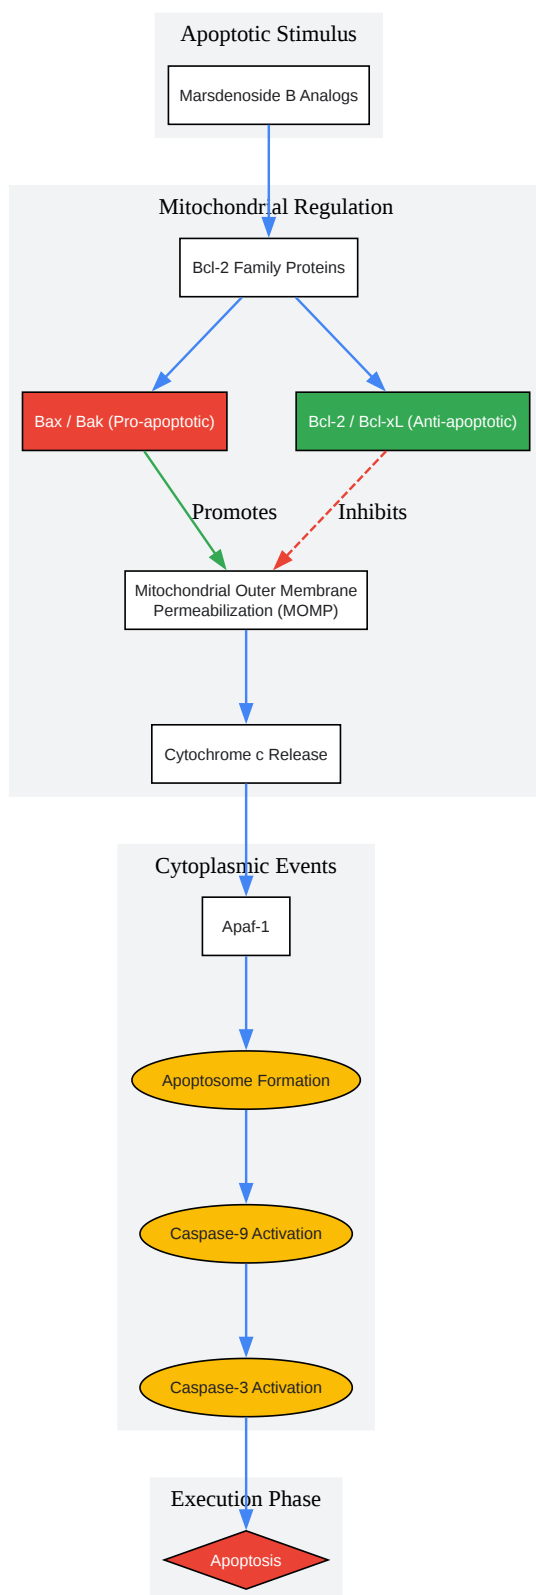 Apoptotic Stimulus
Marsdenoside B Analogs
Mitochondrial Regulation
Bcl-2 Family Proteins
Bax / Bak (Pro-apoptotic)
Bcl-2 / Bcl-xL (Anti-apoptotic)
Promotes
Inhibits
Mitochondrial Outer Membrane
Permeabilization (MOMP)
Cytochrome c Release
Cytoplasmic Events
Apaf-1
Apoptosome Formation
Caspase-9 Activation
Caspase-3 Activation
Execution Phase
Apoptosis